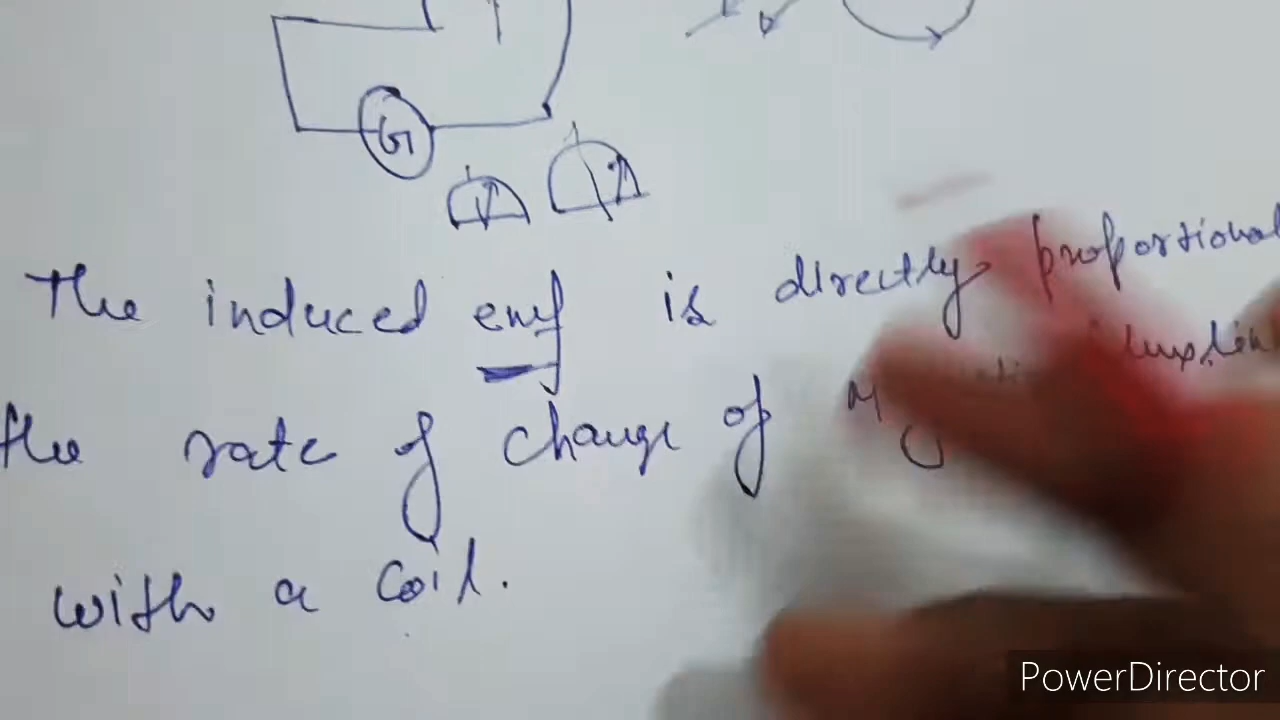 G
The induced emf is directly proportional
the rate of change of
with a coil.
PowerDirector